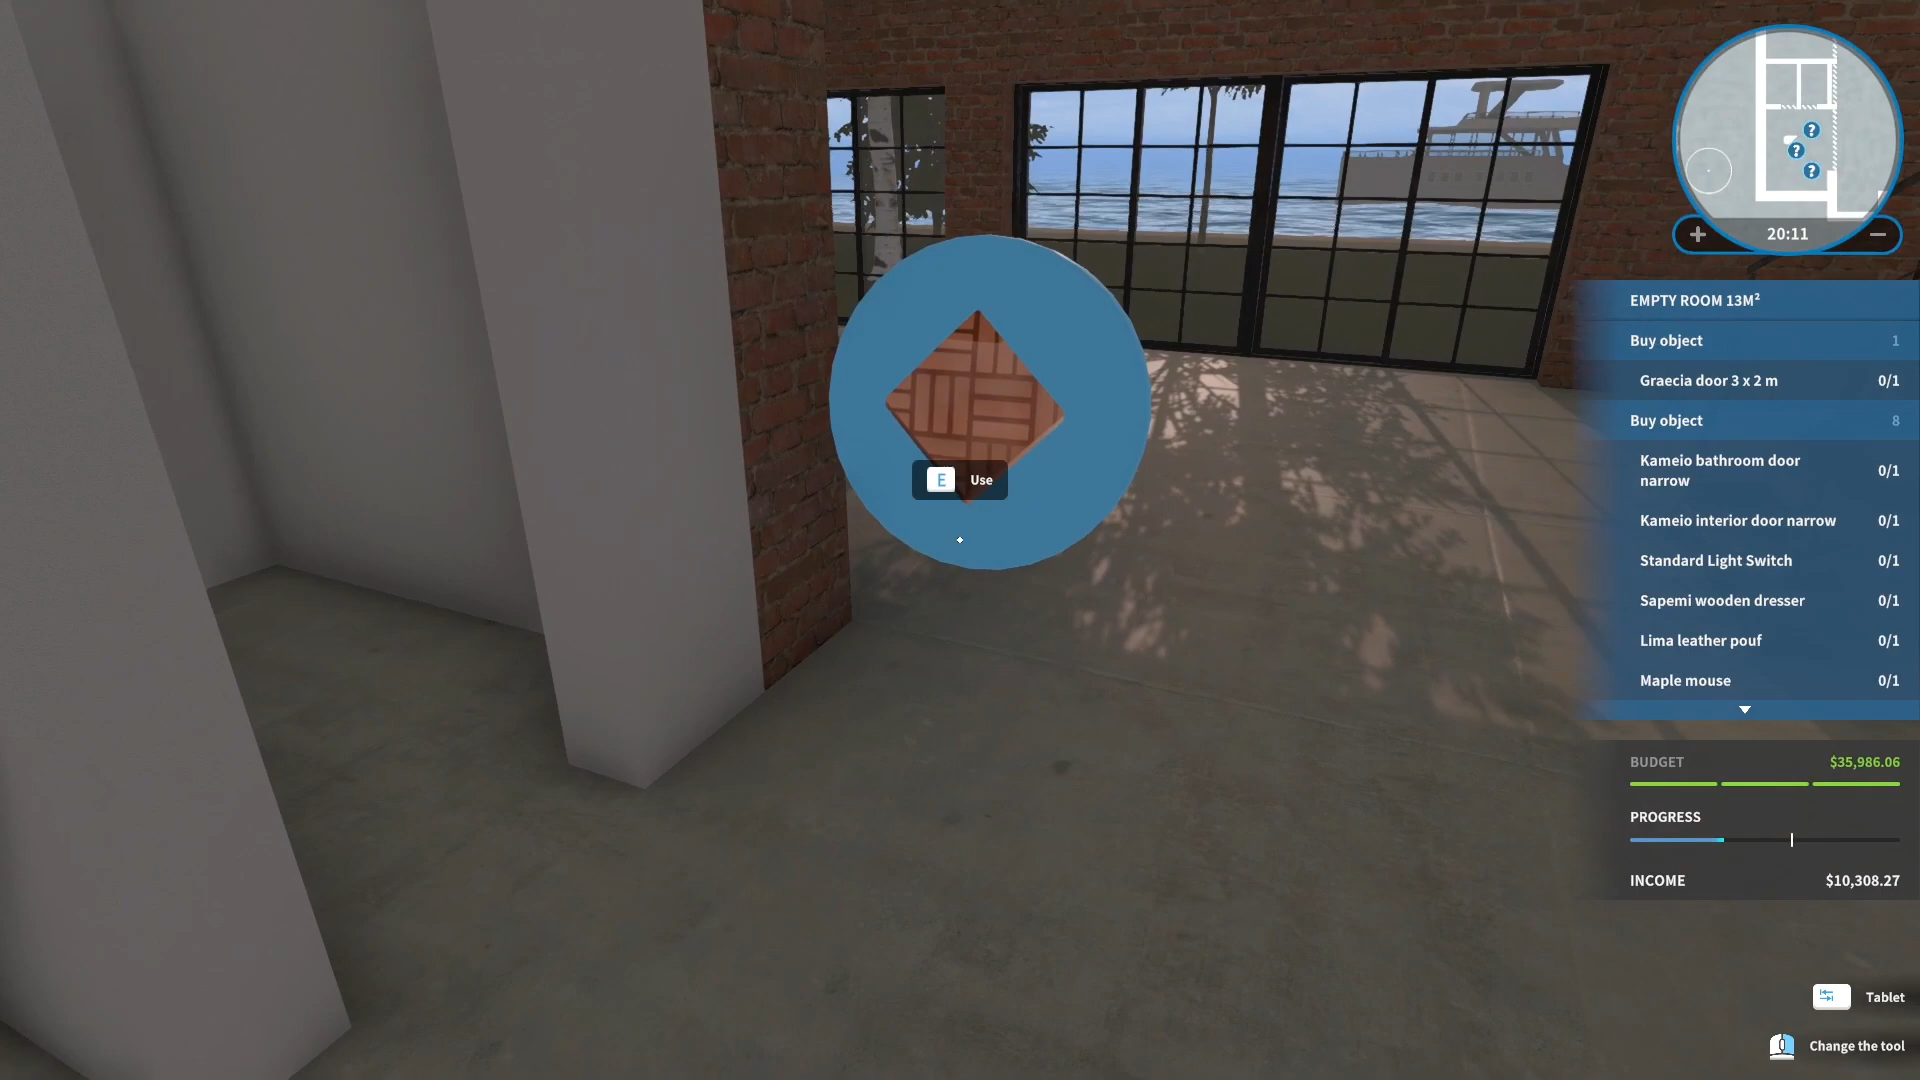 20:11
EMPTY ROOM 13M²
Buy object 1
Graecia door 3 x 2 m 0/1
Buy object 8
Kameio bathroom door
narrow 0/1
Kameio interior door narrow 0/1
Standard Light Switch 0/1
Sapemi wooden dresser 0/1
Lima leather pouf 0/1
Maple mouse 0/1
E Use
BUDGET $35,986.06
PROGRESS
INCOME $10,308.27
Tablet
Change the tool